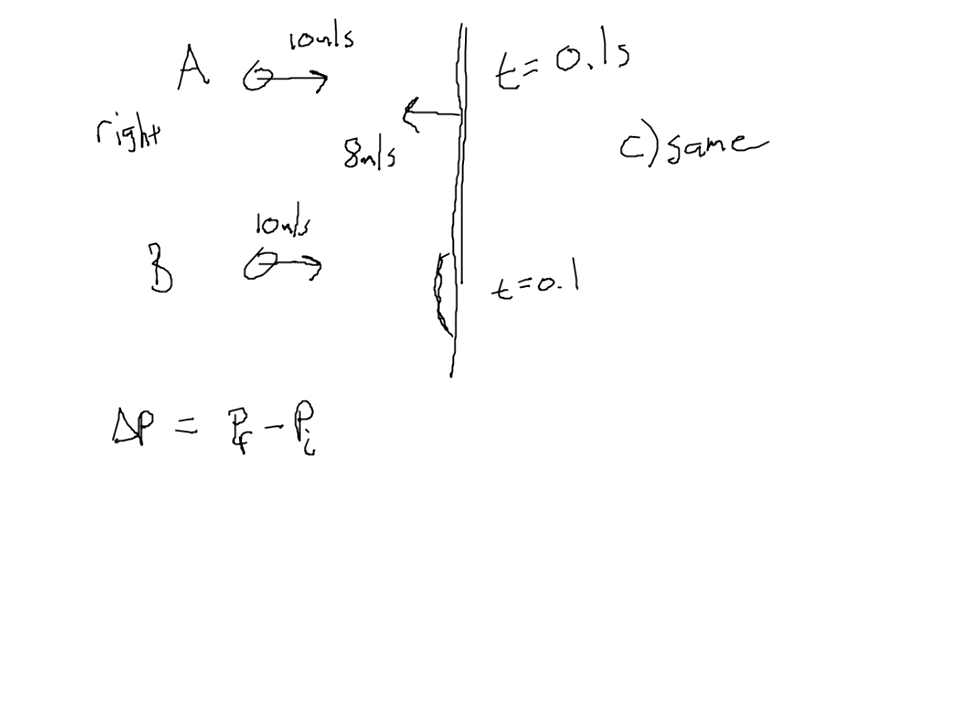 A 10m/s t= 0.1s
right 8m/s c) same
B 10m/s t=0.1
ΔP = Pf - Pi